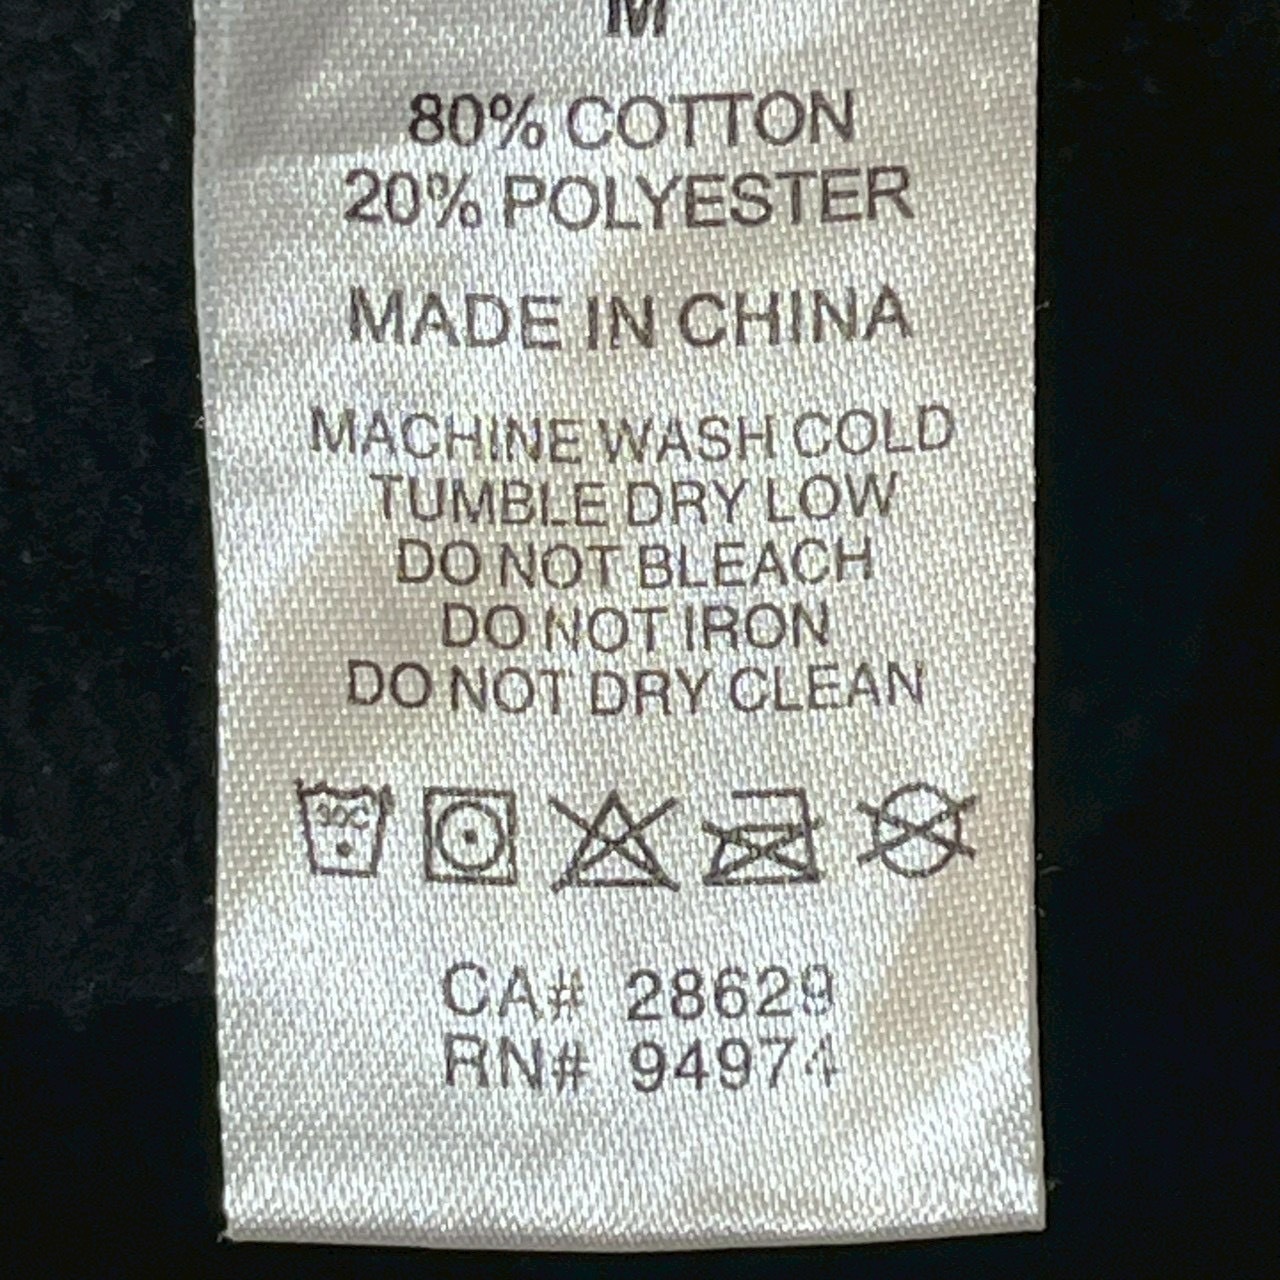 M
80% COTTON
20% POLYESTER
MADE IN CHINA
MACHINE WASH COLD
TUMBLE DRY LOW
DO NOT BLEACH
DO NOT IRON
DO NOT DRY CLEAN
30C
CA# 28629
RN# 94974